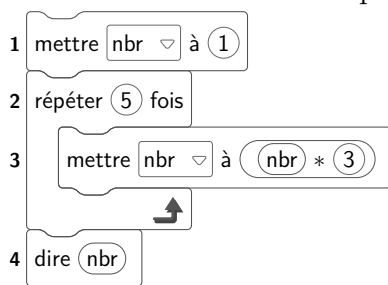 1 mettre nbr à 1
2 répéter 5 fois
3 mettre nbr à nbr * 3
4 dire nbr